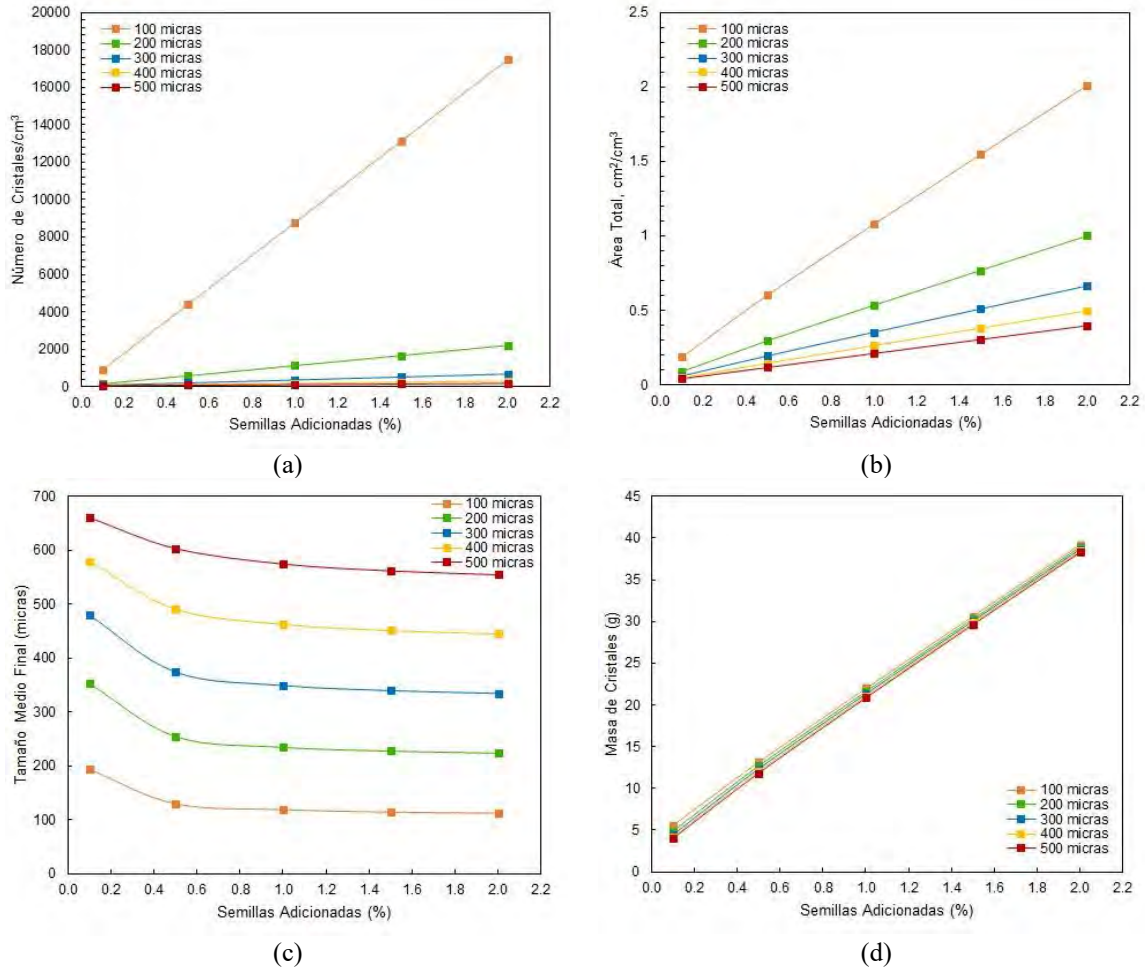 20000
18000
16000
14000
12000
10000
8000
6000
4000
2000
0
Número de Cristales/cm3
100 micras
200 micras
300 micras
400 micras
500 micras
0.0 0.2 0.4 0.6 0.8 1.0 1.2 1.4 1.6 1.8 2.0 2.2
Semillas Adicionadas (%)
(a)
2.5
2
1.5
1
0.5
0
Área Total, cm2/cm3
100 micras
200 micras
300 micras
400 micras
500 micras
0.0 0.2 0.4 0.6 0.8 1.0 1.2 1.4 1.6 1.8 2.0 2.2
Semillas Adicionadas (%)
(b)
700
600
500
400
300
200
100
0
Tamaño Medio Final (micras)
100 micras
200 micras
300 micras
400 micras
500 micras
0.0 0.2 0.4 0.6 0.8 1.0 1.2 1.4 1.6 1.8 2.0 2.2
Semillas Adicionadas (%)
(c)
45
40
35
30
25
20
15
10
5
0
Masa de Cristales (g)
100 micras
200 micras
300 micras
400 micras
500 micras
0.0 0.2 0.4 0.6 0.8 1.0 1.2 1.4 1.6 1.8 2.0 2.2
Semillas Adicionadas (%)
(d)